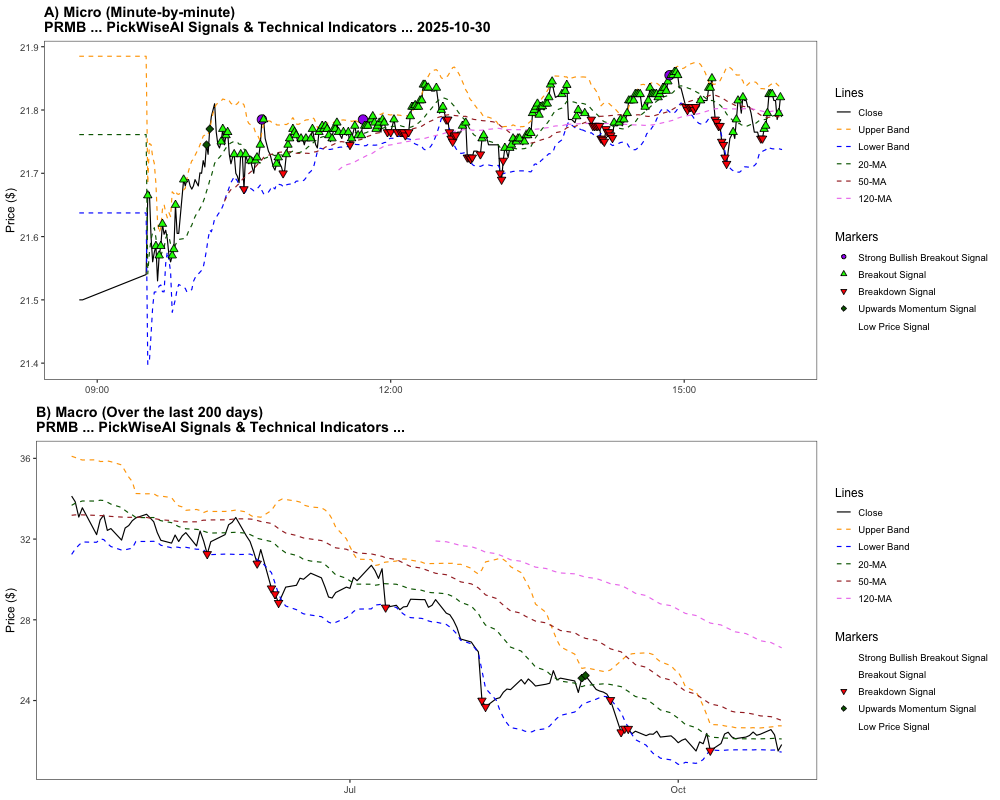 A) Micro (Minute-by-minute)
PRMB ... PickWiseAI Signals & Technical Indicators ... 2025-10-30
Price ($)
21.9
21.8
21.7
21.6
21.5
21.4
09:00
12:00
15:00
Lines
Close
Upper Band
Lower Band
20-MA
50-MA
120-MA
Markers
Strong Bullish Breakout Signal
Breakout Signal
Breakdown Signal
Upwards Momentum Signal
Low Price Signal
B) Macro (Over the last 200 days)
PRMB ... PickWiseAI Signals & Technical Indicators ...
Price ($)
36
32
28
24
Jul
Oct
Lines
Close
Upper Band
Lower Band
20-MA
50-MA
120-MA
Markers
Strong Bullish Breakout Signal
Breakout Signal
Breakdown Signal
Upwards Momentum Signal
Low Price Signal